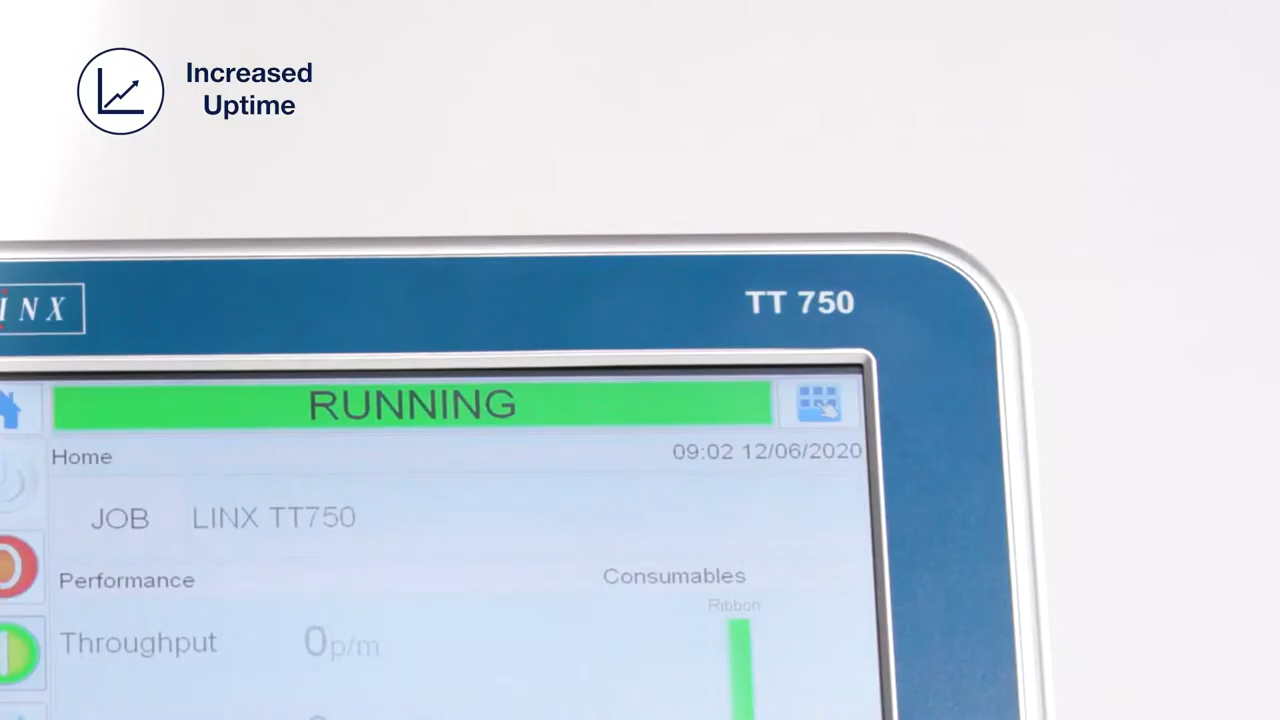 Increased
Uptime
INX
TT 750
RUNNING
Home
09:02 12/06/2020
JOB LINX TT750
Performance
Consumables
Ribbon
Throughput 0p/m